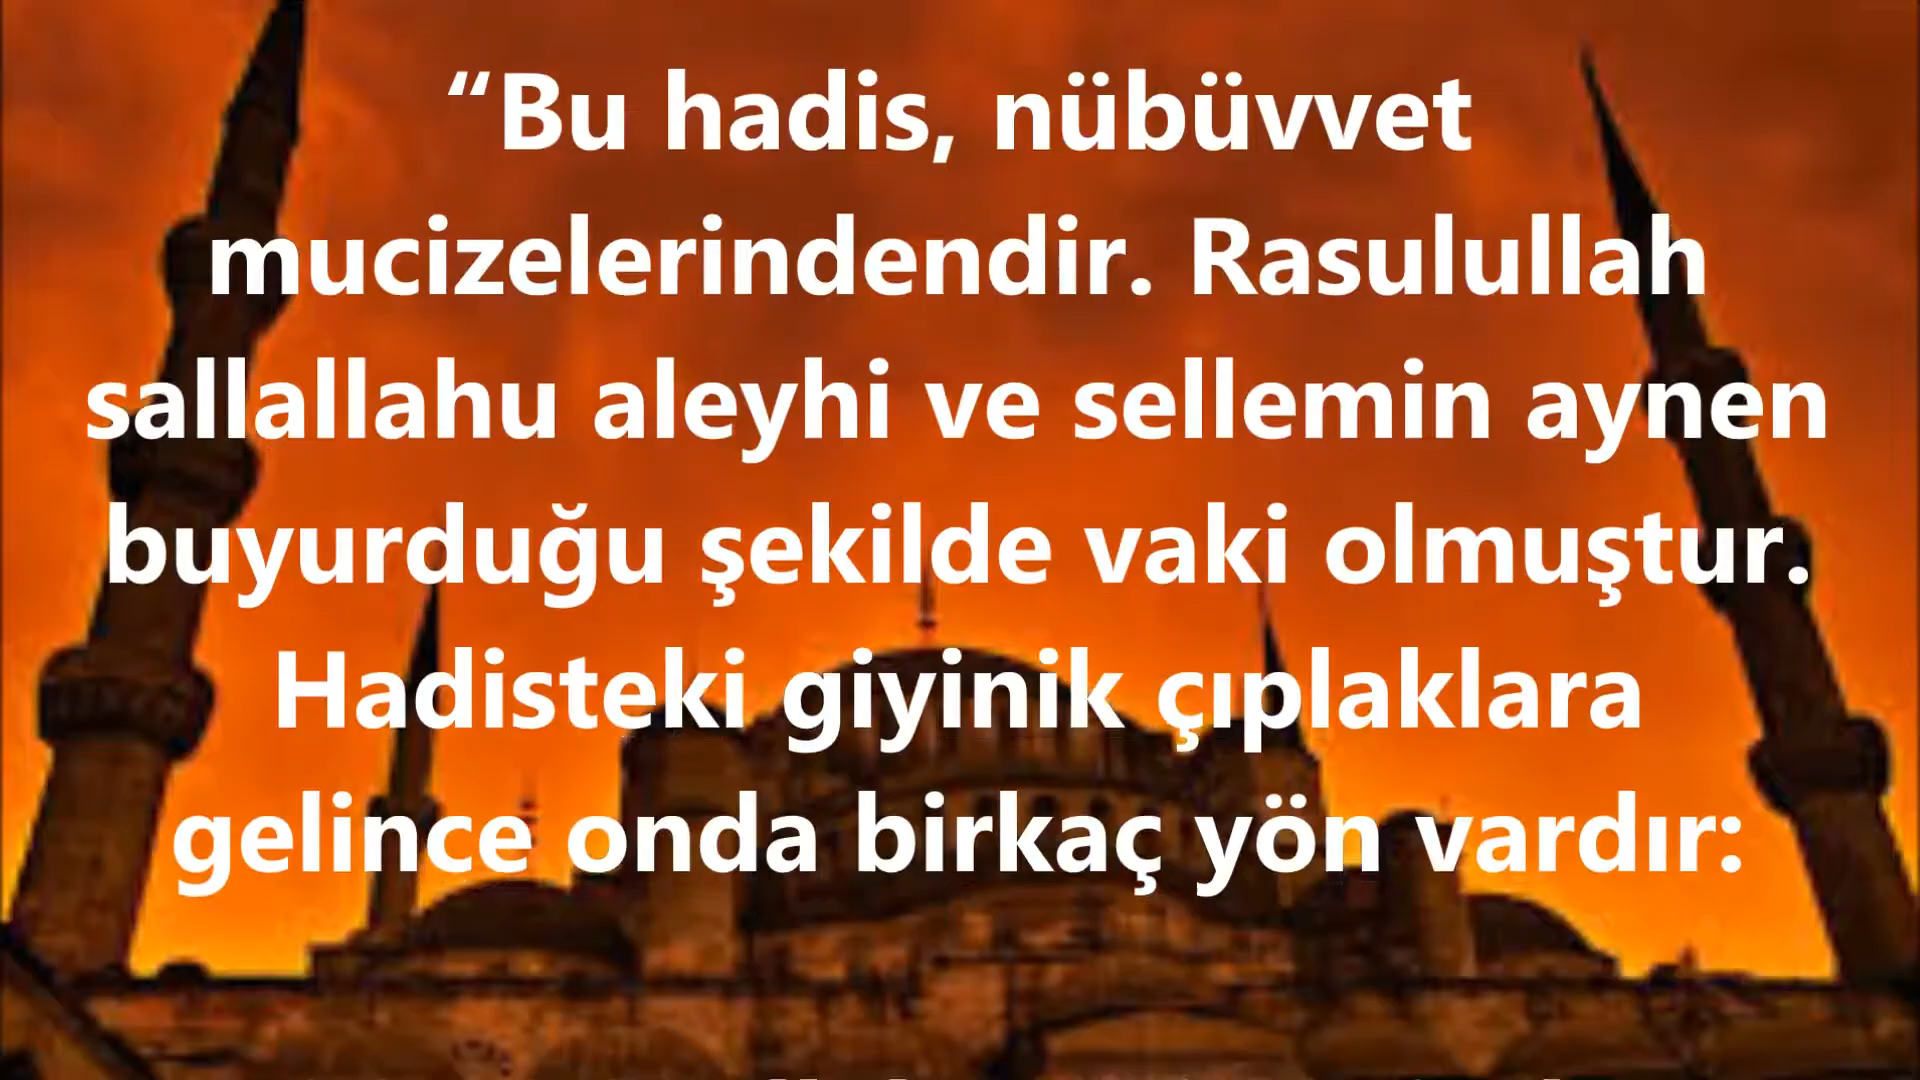 “Bu hadis, nübüvvet
mucizelerindendir. Rasulullah
sallallahu aleyhi ve sellemin aynen
buyurduğu şekilde vaki olmuştur.
Hadisteki giyinik çıplaklara
gelince onda birkaç yön vardır: